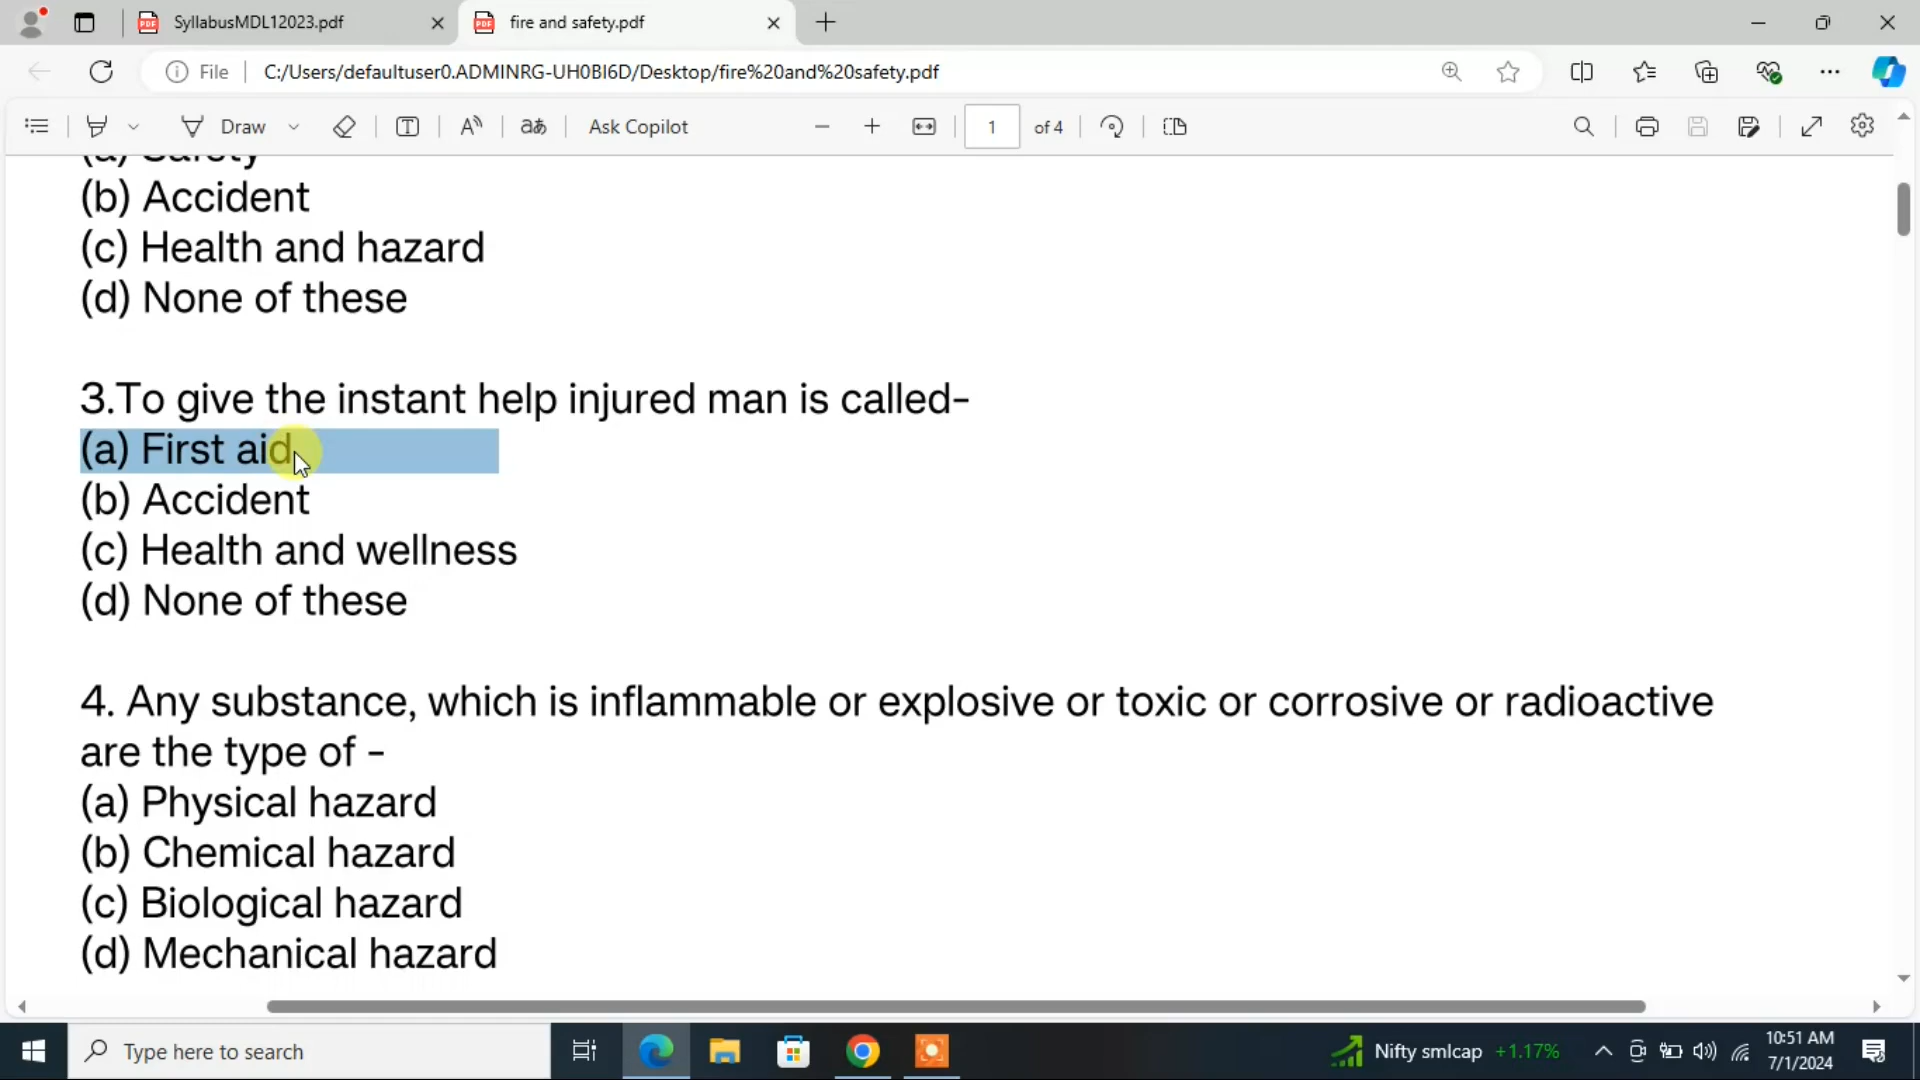 SyllabusMDL12023.pdf
fire and safety.pdf
File
C:/Users/defaultuser0.ADMINRG-UH0BI6D/Desktop/fire%20and%20safety.pdf
Draw
Ask Copilot
1 of 4
(a) Safety
(b) Accident
(c) Health and hazard
(d) None of these
3.To give the instant help injured man is called-
(a) First aid
(b) Accident
(c) Health and wellness
(d) None of these
4. Any substance, which is inflammable or explosive or toxic or corrosive or radioactive
are the type of -
(a) Physical hazard
(b) Chemical hazard
(c) Biological hazard
(d) Mechanical hazard
Type here to search
Nifty smlcap +1.17%
10:51 AM
7/1/2024